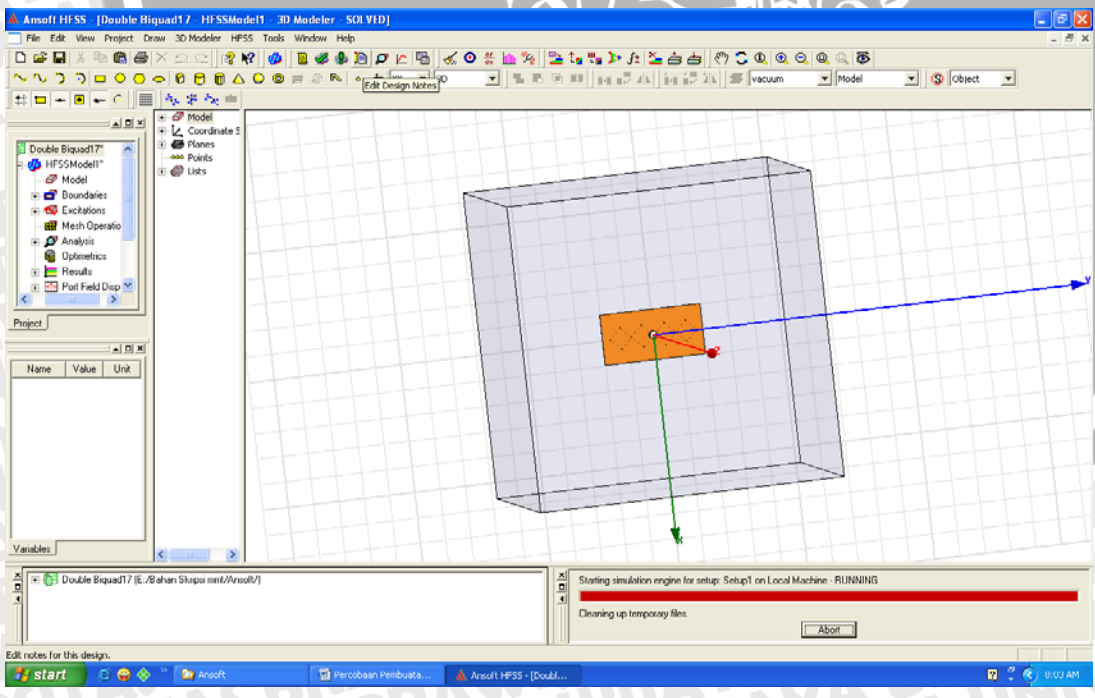 Ansoft HFSS - [Double Biquad17 - HFSSModel1 - 3D Modeler - SOLVED]
File Edit View Project Draw 3D Modeler HFSS Tools Window Help
vacuum Model Object
Edit Design Notes
Model
Coordinate S
Planes
Points
Lists
Double Biquad17*
HFSSModel1*
Model
Boundaries
Excitations
Mesh Operatio
Analysis
Optimetrics
Results
Port Field Disp
Project
Name Value Unit
Variables
Y
Z
X
Double Biquad17 (E:/Bahan Skripsi mmt/Ansoft/)
Starting simulation engine for setup: Setup1 on Local Machine - RUNNING
Cleaning up temporary files.
Abort
Edit notes for this design.
start Ansoft Percobaan Pembuata... Ansoft HFSS - [Doubl... 8:03 AM